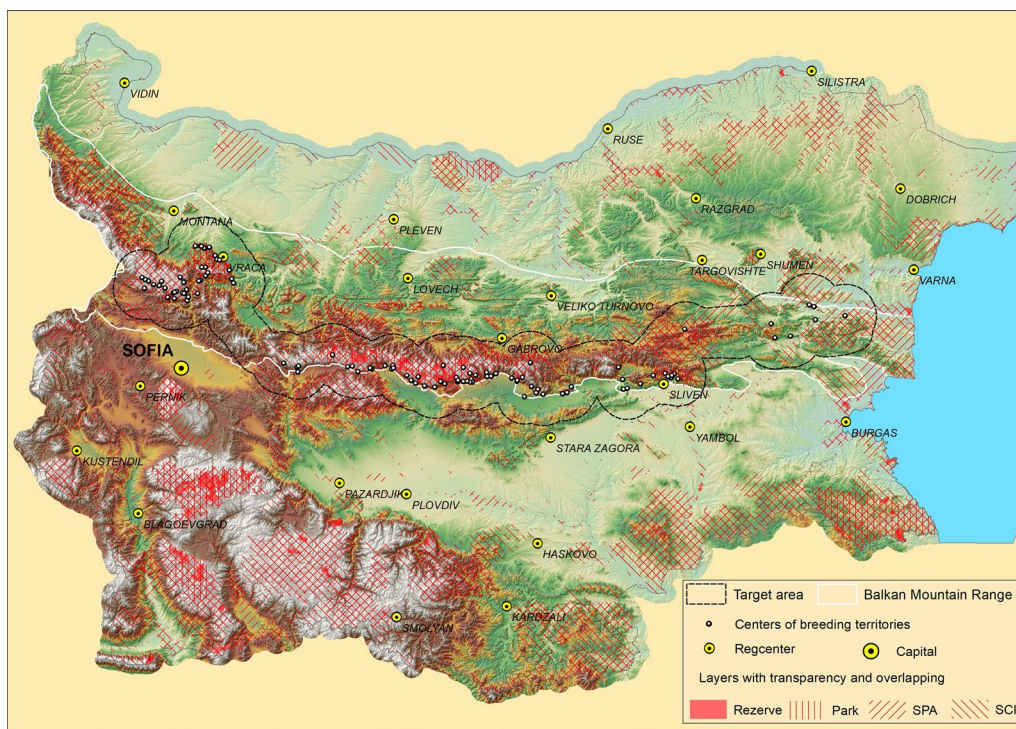 SILISTRA
VIDIN
RUSE
DOBRICH
RAZGRAD
MONTANA
PLEVEN
SHUMEN
VRACA
TARGOVISHTE
VARNA
LOVECH
VELIKO TURNOVO
GABROVO
SOFIA
PERNIK
SLIVEN
BURGAS
YAMBOL
STARA ZAGORA
KUSTENDIL
PAZARDJIK
PLOVDIV
BLAGOEVGRAD
HASKOVO
KARDZALI
SMOLYAN
Target area Balkan Mountain Range
Centers of breeding territories
Regcenter Capital
Layers with transparency and overlapping
Rezerve Park SPA SCI